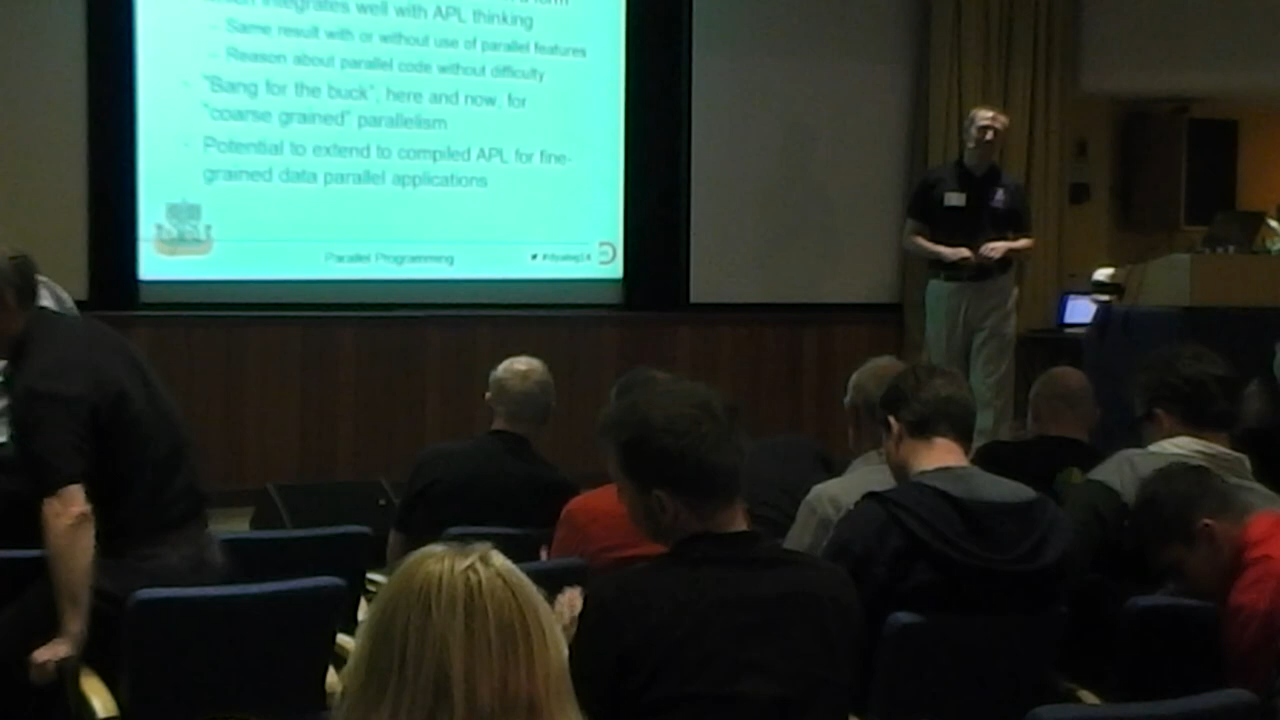 integrates well with APL thinking
- Same result with or without use of parallel features
- Reason about parallel code without difficulty
- "Bang for the buck", here and now, for
"coarse grained" parallelism
- Potential to extend to compiled APL for fine-
grained data parallel applications
Parallel Programming
#dyalog14